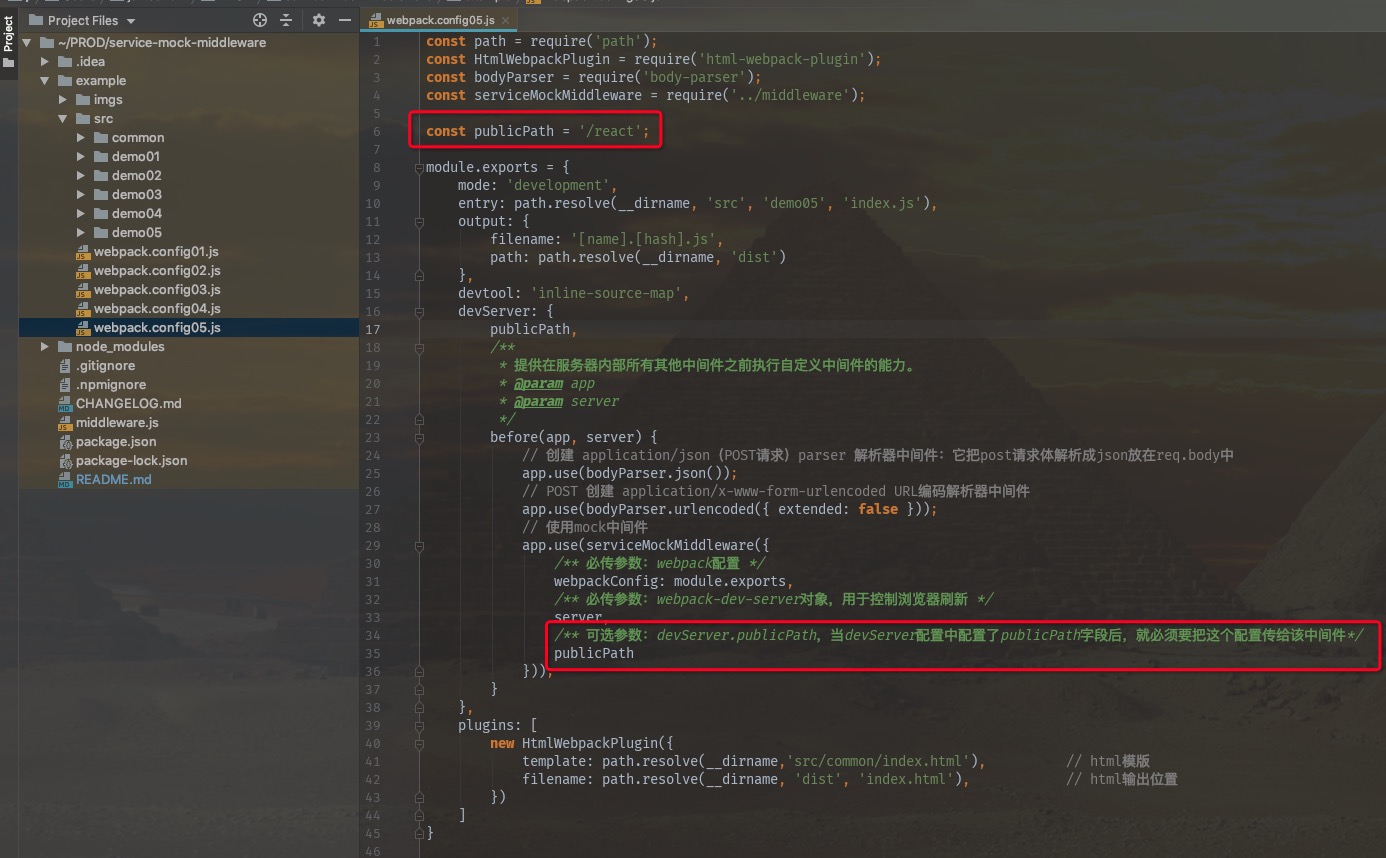 Project
Project Files
webpack.config05.js
~/PROD/service-mock-middleware
.idea
example
imgs
src
common
demo01
demo02
demo03
demo04
demo05
webpack.config01.js
webpack.config02.js
webpack.config03.js
webpack.config04.js
webpack.config05.js
node_modules
.gitignore
.npmignore
CHANGELOG.md
middleware.js
package.json
package-lock.json
README.md
1 const path = require('path');
2 const HtmlWebpackPlugin = require('html-webpack-plugin');
3 const bodyParser = require('body-parser');
4 const serviceMockMiddleware = require('../middleware');
5
6 const publicPath = '/react';
7
8 module.exports = {
9 mode: 'development',
10 entry: path.resolve(__dirname, 'src', 'demo05', 'index.js'),
11 output: {
12 filename: '[name].[hash].js',
13 path: path.resolve(__dirname, 'dist')
14 },
15 devtool: 'inline-source-map',
16 devServer: {
17 publicPath,
18 /**
19 * 提供在服务器内部所有其他中间件之前执行自定义中间件的能力。
20 * @param app
21 * @param server
22 */
23 before(app, server) {
24 // 创建 application/json (POST请求) parser 解析器中间件：它把post请求体解析成json放在req.body中
25 app.use(bodyParser.json());
26 // POST 创建 application/x-www-form-urlencoded URL编码解析器中间件
27 app.use(bodyParser.urlencoded({ extended: false }));
28 // 使用mock中间件
29 app.use(serviceMockMiddleware({
30 /** 必传参数：webpack配置 */
31 webpackConfig: module.exports,
32 /** 必传参数：webpack-dev-server对象，用于控制浏览器刷新 */
33 server,
34 /** 可选参数：devServer.publicPath，当devServer配置中配置了publicPath字段后，就必须要把这个配置传给该中间件*/
35 publicPath
36 }));
37 }
38 },
39 plugins: [
40 new HtmlWebpackPlugin({
41 template: path.resolve(__dirname,'src/common/index.html'), // html模版
42 filename: path.resolve(__dirname, 'dist', 'index.html'), // html输出位置
43 })
44 ]
45 }
46